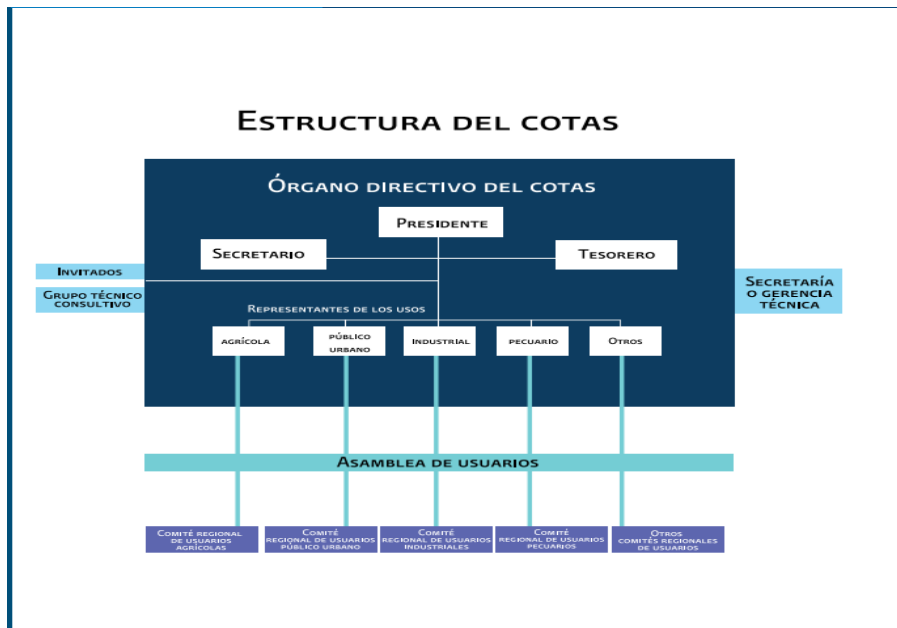 ESTRUCTURA DEL COTAS
ÓRGANO DIRECTIVO DEL COTAS
PRESIDENTE
SECRETARIO
TESORERO
INVITADOS
GRUPO TÉCNICO
CONSULTIVO
SECRETARÍA
O GERENCIA
TÉCNICA
REPRESENTANTES DE LOS USOS
AGRÍCOLA
PÚBLICO
URBANO
INDUSTRIAL
PECUARIO
OTROS
ASAMBLEA DE USUARIOS
COMITÉ REGIONAL
DE USUARIOS
AGRÍCOLAS
COMITÉ
REGIONAL DE USUARIOS
PÚBLICO URBANO
COMITÉ
REGIONAL DE USUARIOS
INDUSTRIALES
COMITÉ
REGIONAL DE USUARIOS
PECUARIOS
OTROS
COMITÉS REGIONALES
DE USUARIOS